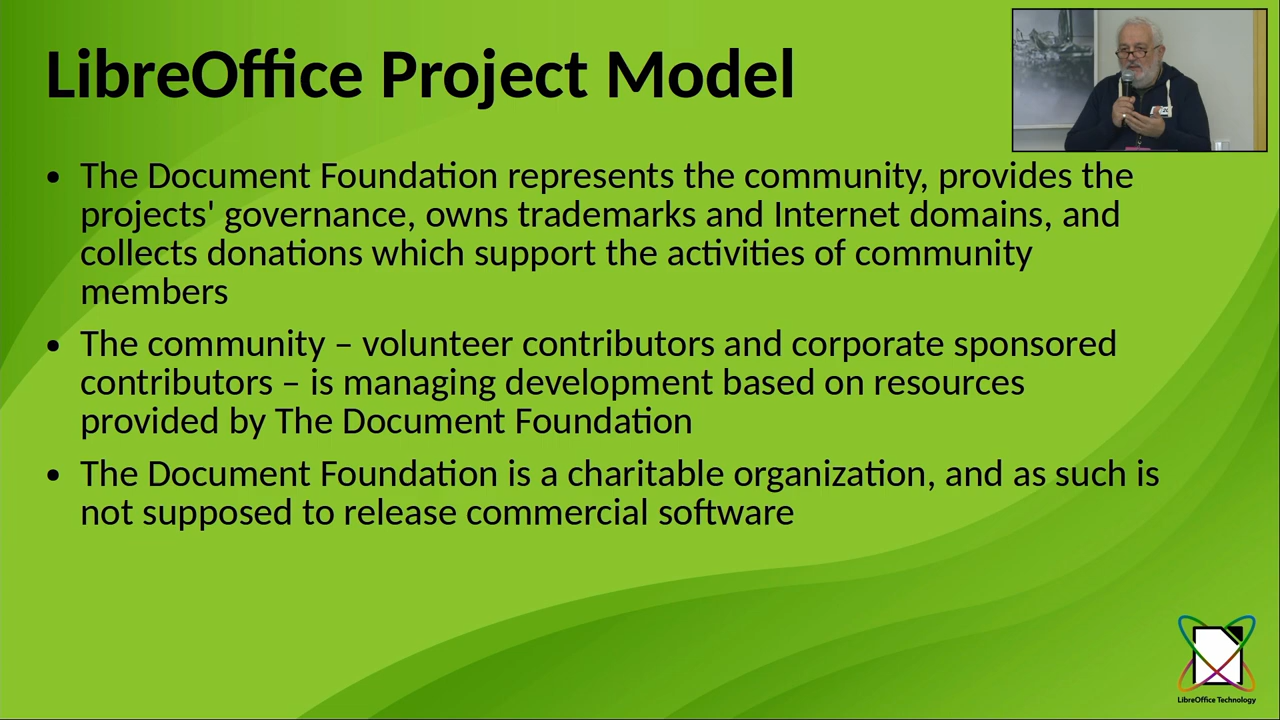 LibreOffice Project Model
• The Document Foundation represents the community, provides the
projects' governance, owns trademarks and Internet domains, and
collects donations which support the activities of community
members
• The community – volunteer contributors and corporate sponsored
contributors – is managing development based on resources
provided by The Document Foundation
• The Document Foundation is a charitable organization, and as such is
not supposed to release commercial software
LibreOffice Technology